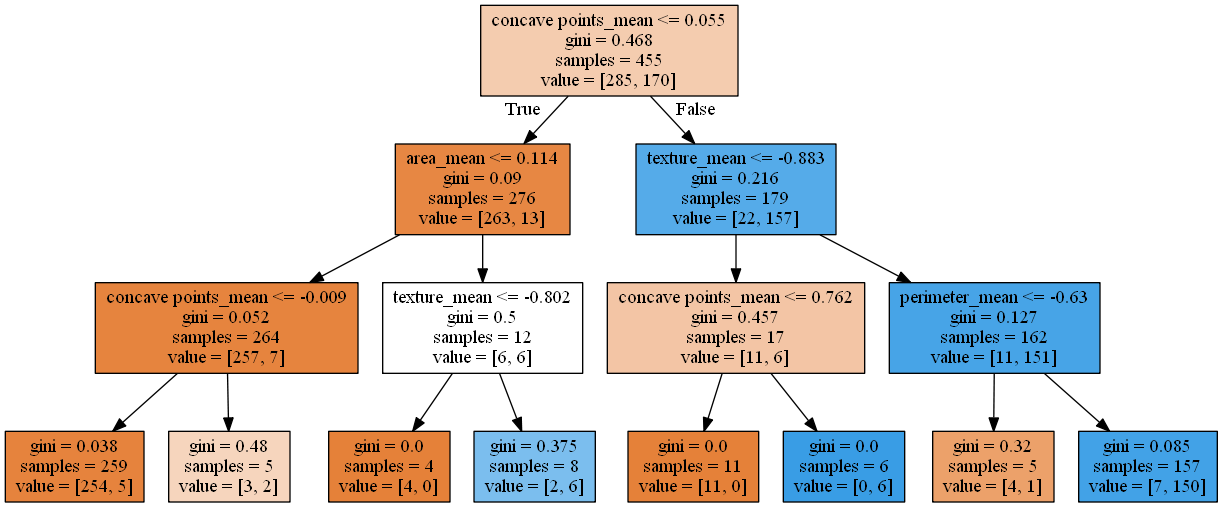 concave points_mean <= 0.055
gini = 0.468
samples = 455
value = [285, 170]
True
False
area_mean <= 0.114
gini = 0.09
samples = 276
value = [263, 13]
texture_mean <= -0.883
gini = 0.216
samples = 179
value = [22, 157]
concave points_mean <= -0.009
gini = 0.052
samples = 264
value = [257, 7]
texture_mean <= -0.802
gini = 0.5
samples = 12
value = [6, 6]
concave points_mean <= 0.762
gini = 0.457
samples = 17
value = [11, 6]
perimeter_mean <= -0.63
gini = 0.127
samples = 162
value = [11, 151]
gini = 0.038
samples = 259
value = [254, 5]
gini = 0.48
samples = 5
value = [3, 2]
gini = 0.0
samples = 4
value = [4, 0]
gini = 0.375
samples = 8
value = [2, 6]
gini = 0.0
samples = 11
value = [11, 0]
gini = 0.0
samples = 6
value = [0, 6]
gini = 0.32
samples = 5
value = [4, 1]
gini = 0.085
samples = 157
value = [7, 150]